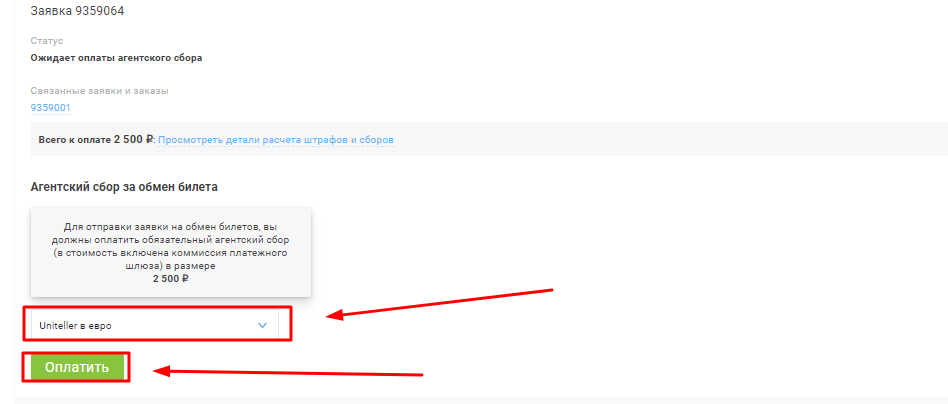 Заявка 9359064
Статус
Ожидает оплаты агентского сбора
Связанные заявки и заказы
9359001
Всего к оплате 2 500 ₽: Просмотреть детали расчета штрафов и сборов
Агентский сбор за обмен билета
Для отправки заявки на обмен билетов, вы
должны оплатить обязательный агентский сбор
(в стоимость включена коммиссия платежного
шлюза) в размере
2 500 ₽
Uniteller в евро
Оплатить